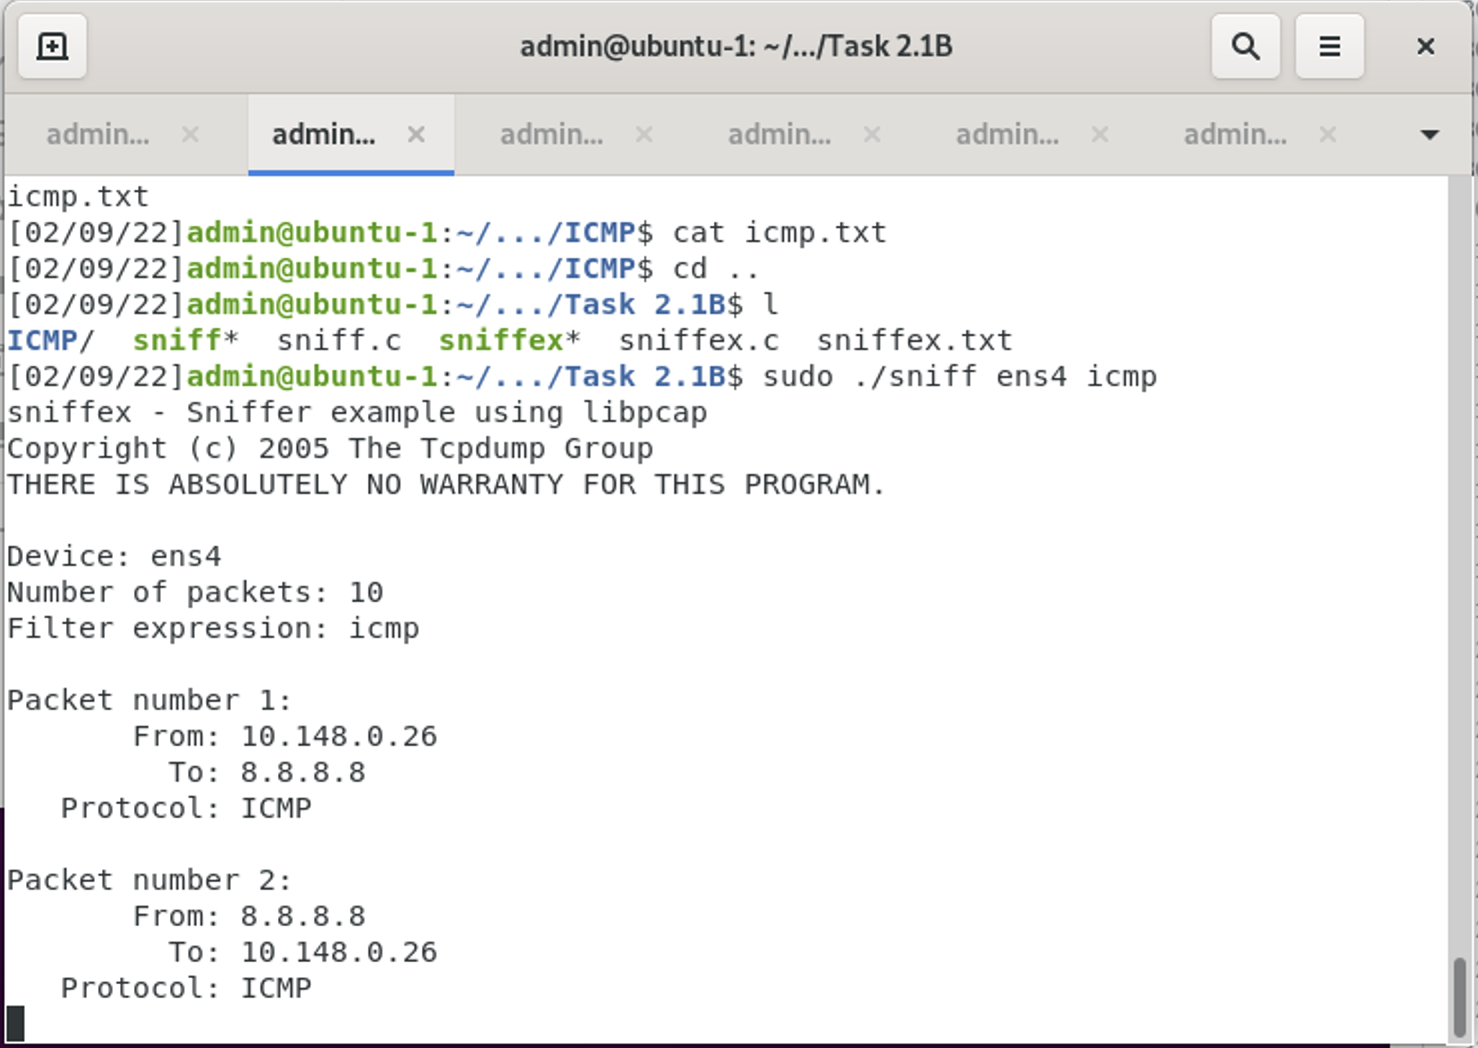 admin@ubuntu-1: ~/.../Task 2.1B
admin... admin... admin... admin... admin... admin...
icmp.txt
[02/09/22]admin@ubuntu-1:~/.../ICMP$ cat icmp.txt
[02/09/22]admin@ubuntu-1:~/.../ICMP$ cd ..
[02/09/22]admin@ubuntu-1:~/.../Task 2.1B$ l
ICMP/  sniff*  sniff.c  sniffex*  sniffex.c  sniffex.txt
[02/09/22]admin@ubuntu-1:~/.../Task 2.1B$ sudo ./sniff ens4 icmp
sniffex - Sniffer example using libpcap
Copyright (c) 2005 The Tcpdump Group
THERE IS ABSOLUTELY NO WARRANTY FOR THIS PROGRAM.

Device: ens4
Number of packets: 10
Filter expression: icmp

Packet number 1:
       From: 10.148.0.26
         To: 8.8.8.8
   Protocol: ICMP

Packet number 2:
       From: 8.8.8.8
         To: 10.148.0.26
   Protocol: ICMP